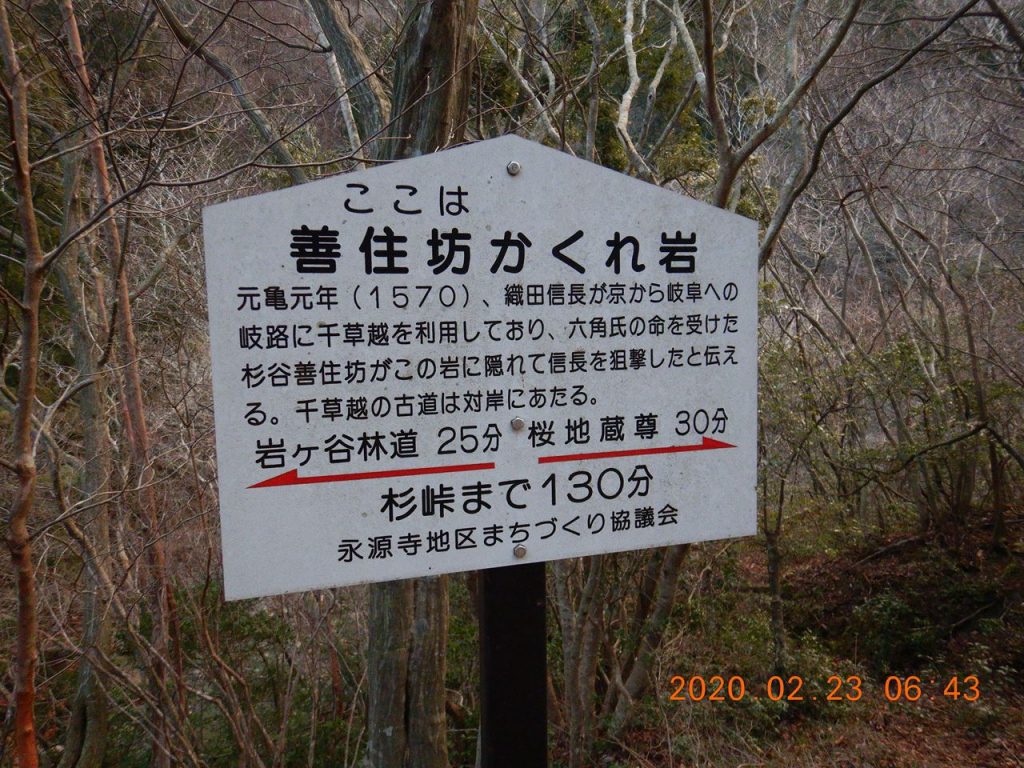 ここは
善住坊かくれ岩
元亀元年（１５７０）、織田信長が京から岐阜への
岐路に千草越を利用しており、六角氏の命を受けた
杉谷善住坊がこの岩に隠れて信長を狙撃したと伝え
る。千草越の古道は対岸にあたる。
岩ヶ谷林道 25分 桜地蔵尊 30分
杉峠まで130分
永源寺地区まちづくり協議会
2020 02 23 06:43